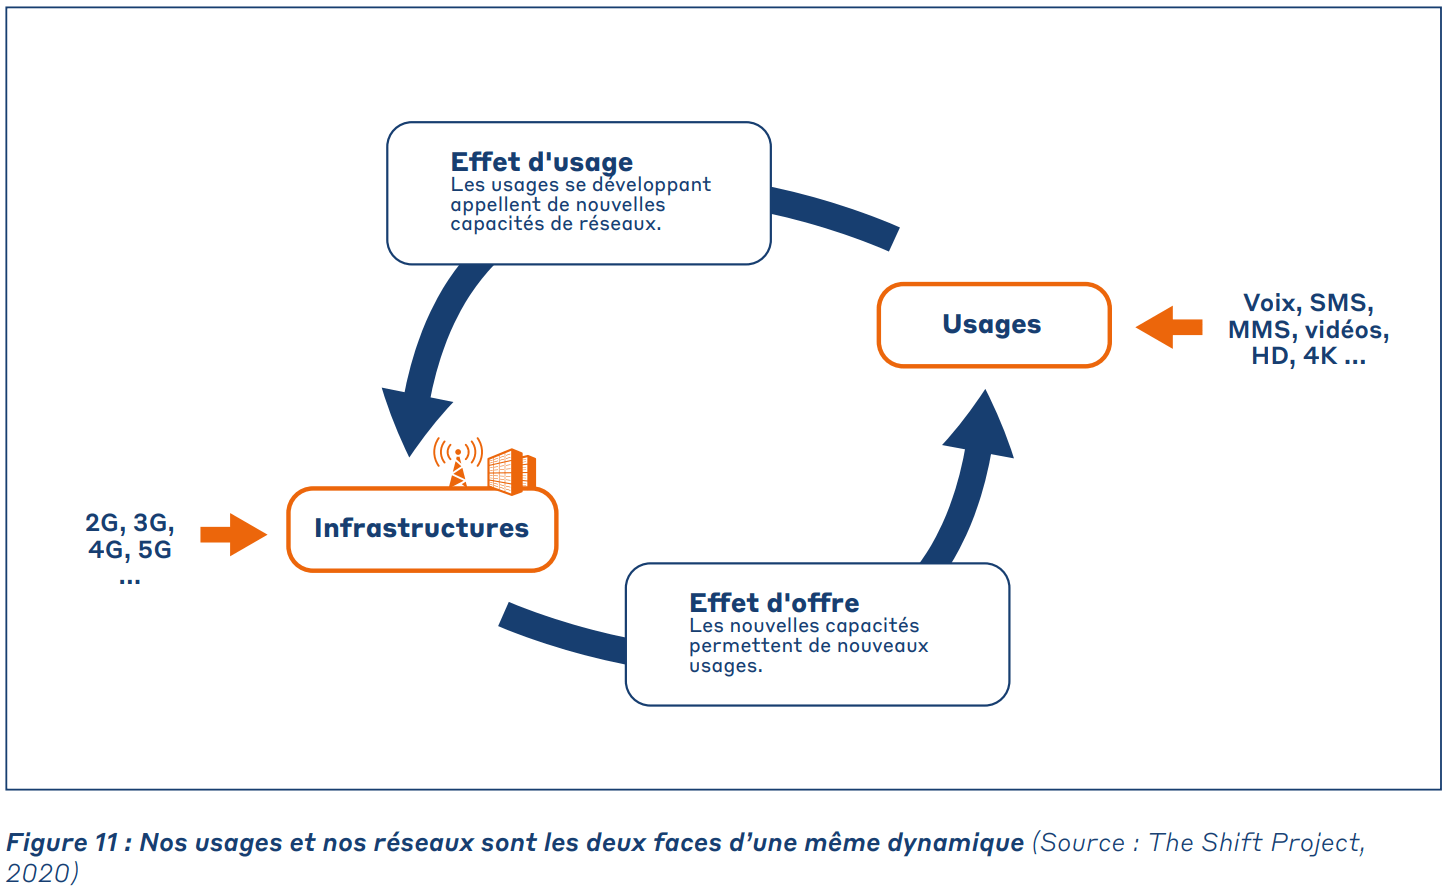 Effet d'usage
Les usages se développant
appellent de nouvelles
capacités de réseaux.
Usages
Voix, SMS,
MMS, vidéos,
HD, 4K ...
2G, 3G,
4G, 5G
...
Infrastructures
Effet d'offre
Les nouvelles capacités
permettent de nouveaux
usages.
Figure 11 : Nos usages et nos réseaux sont les deux faces d’une même dynamique (Source : The Shift Project,
2020)